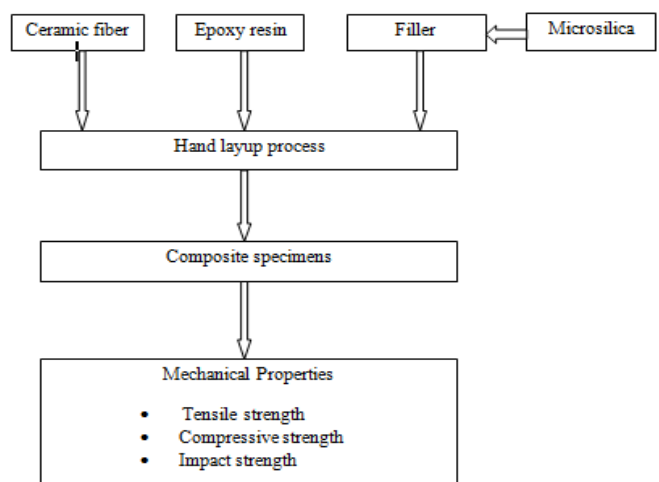 Ceramic fiber
Epoxy resin
Filler
Microsilica
Hand layup process
Composite specimens
Mechanical Properties
• Tensile strength
• Compressive strength
• Impact strength